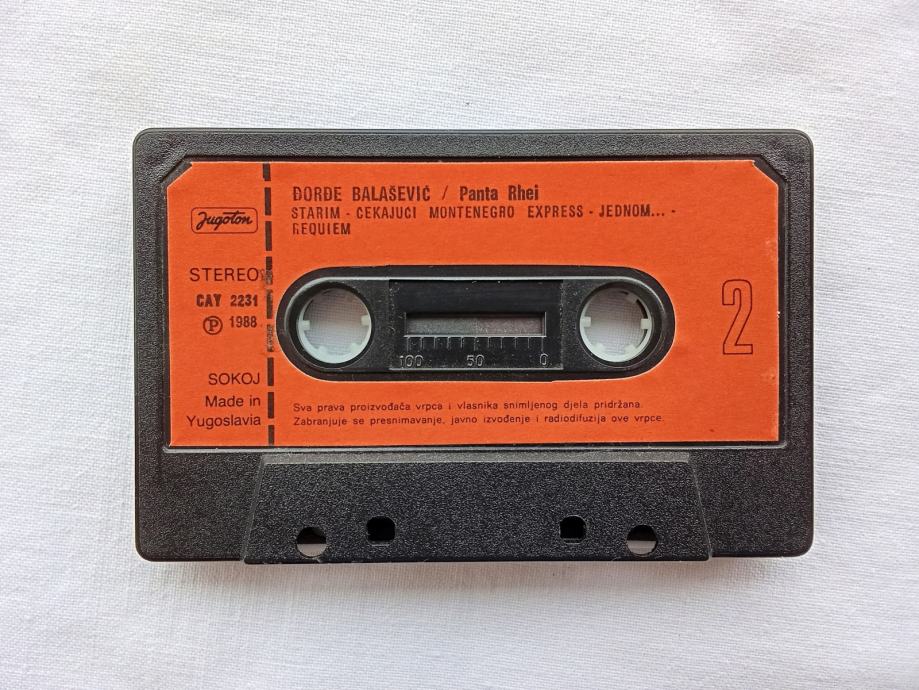 Jugoton
STEREO
CAY 2231
Ⓟ 1988
SOKOJ
Made in
Yugoslavia
ĐORĐE BALAŠEVIĆ / Panta Rhei
STARIM - ČEKAJUĆI MONTENEGRO EXPRESS - JEDNOM... -
REQUIEM
100 50 0
2
Sva prava proizvođača vrpca i vlasnika snimljenog djela pridržana.
Zabranjuje se presnimavanje, javno izvođenje i radiodifuzija ove vrpce.